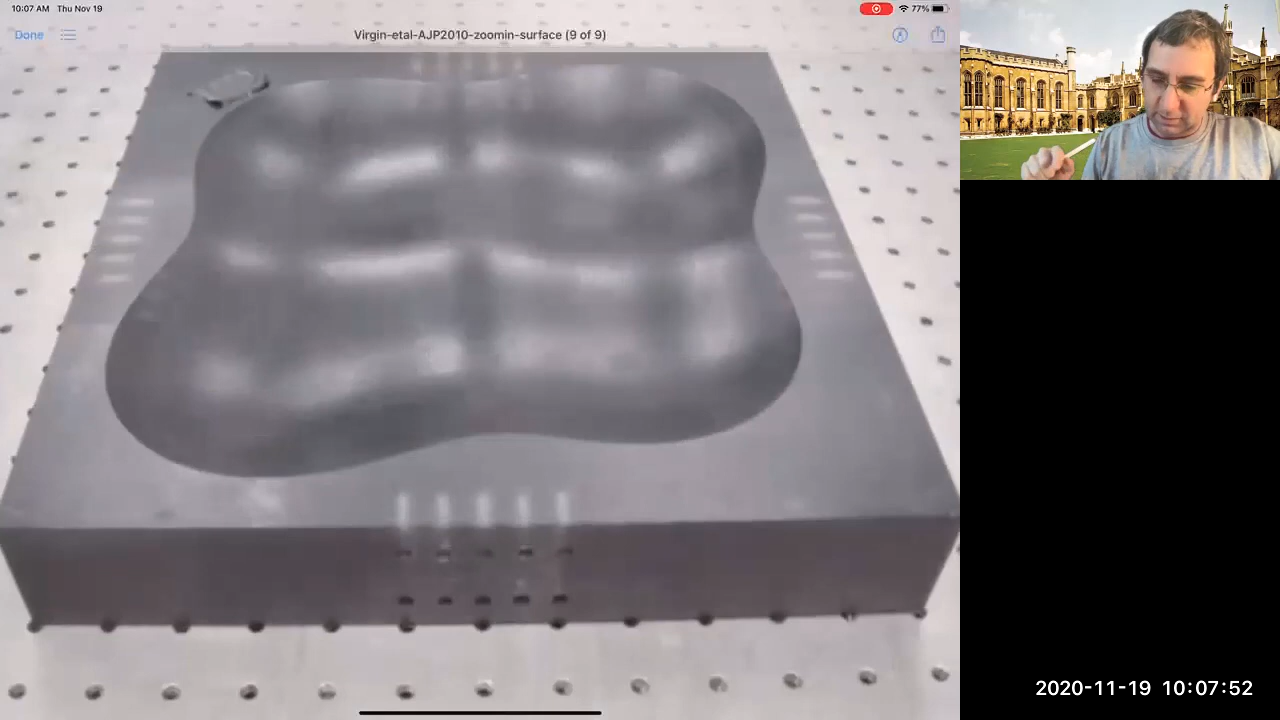 10:07 AM Thu Nov 19
77%
Done
Virgin-etal-AJP2010-zoomin-surface (9 of 9)
2020-11-19 10:07:52